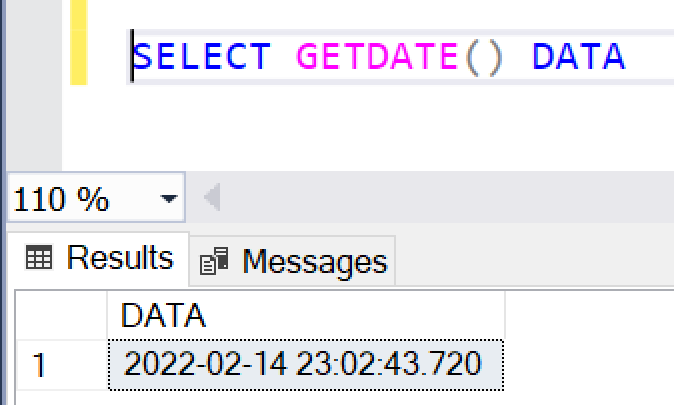 SELECT GETDATE() DATA
110 %
Results Messages
DATA
1 2022-02-14 23:02:43.720